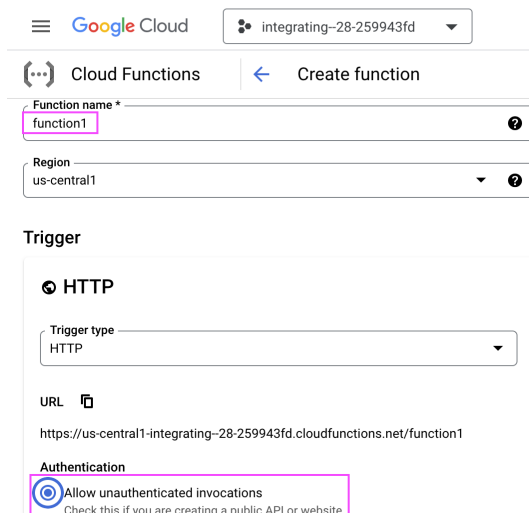 Google Cloud
integrating--28-259943fd
Cloud Functions
Create function
Function name *
function1
Region
us-central1
Trigger
HTTP
Trigger type
HTTP
URL
https://us-central1-integrating--28-259943fd.cloudfunctions.net/function1
Authentication
Allow unauthenticated invocations
Check this if you are creating a public API or website